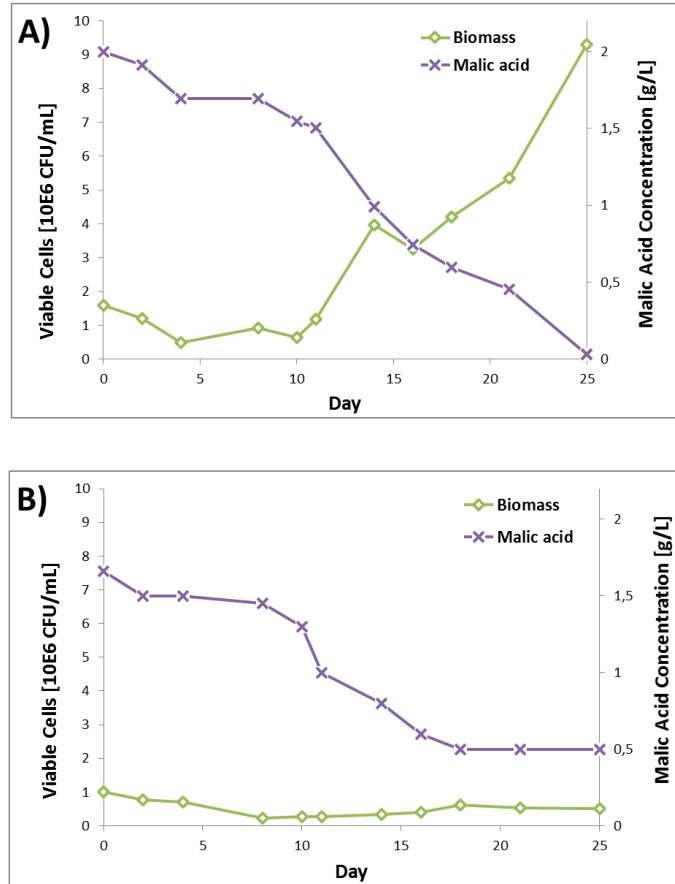 A)
Biomass
Malic acid
Viable Cells [10E6 CFU/mL]
10
9
8
7
6
5
4
3
2
1
0
2
1,5
1
0,5
0
Malic Acid Concentration [g/L]
0 5 10 15 20 25
Day
B)
Biomass
Malic acid
Viable Cells [10E6 CFU/mL]
10
9
8
7
6
5
4
3
2
1
0
2
1,5
1
0,5
0
Malic Acid Concentration [g/L]
0 5 10 15 20 25
Day